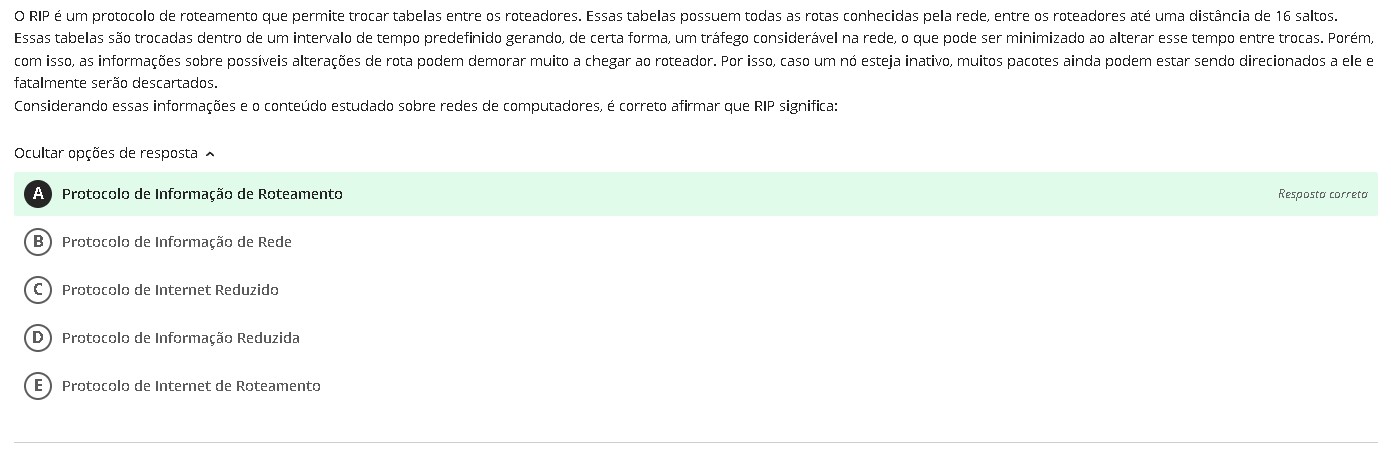 O RIP é um protocolo de roteamento que permite trocar tabelas entre os roteadores. Essas tabelas possuem todas as rotas conhecidas pela rede, entre os roteadores até uma distância de 16 saltos.
Essas tabelas são trocadas dentro de um intervalo de tempo predefinido gerando, de certa forma, um tráfego considerável na rede, o que pode ser minimizado ao alterar esse tempo entre trocas. Porém,
com isso, as informações sobre possíveis alterações de rota podem demorar muito a chegar ao roteador. Por isso, caso um nó esteja inativo, muitos pacotes ainda podem estar sendo direcionados a ele e
fatalmente serão descartados.
Considerando essas informações e o conteúdo estudado sobre redes de computadores, é correto afirmar que RIP significa:
Ocultar opções de resposta
A Protocolo de Informação de Roteamento Resposta correta
B Protocolo de Informação de Rede
C Protocolo de Internet Reduzido
D Protocolo de Informação Reduzida
E Protocolo de Internet de Roteamento